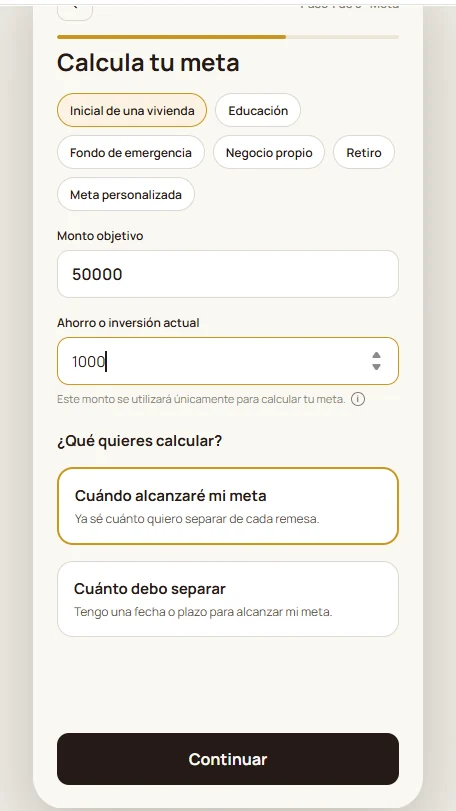 Calcula tu meta
Inicial de una vivienda
Educación
Fondo de emergencia
Negocio propio
Retiro
Meta personalizada
Monto objetivo
50000
Ahorro o inversión actual
1000
Este monto se utilizará únicamente para calcular tu meta.
¿Qué quieres calcular?
Cuándo alcanzaré mi meta
Ya sé cuánto quiero separar de cada remesa.
Cuánto debo separar
Tengo una fecha o plazo para alcanzar mi meta.
Continuar